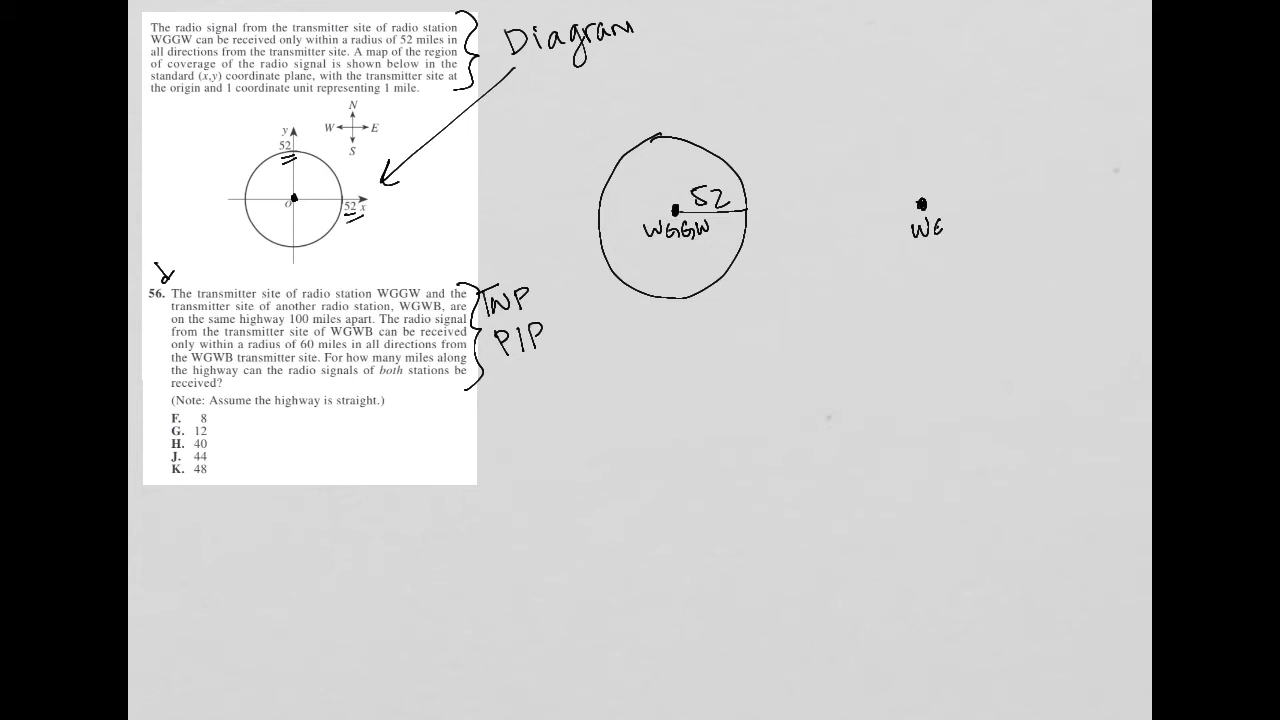 The radio signal from the transmitter site of radio station
WGGW can be received only within a radius of 52 miles in
all directions from the transmitter site. A map of the region
of coverage of the radio signal is shown below in the
standard (x,y) coordinate plane, with the transmitter site at
the origin and 1 coordinate unit representing 1 mile.
Diagram
N
W E
S
y
52
O
52 x
52
WGGW
WG
56. The transmitter site of radio station WGGW and the
transmitter site of another radio station, WGWB, are
on the same highway 100 miles apart. The radio signal
from the transmitter site of WGWB can be received
only within a radius of 60 miles in all directions from
the WGWB transmitter site. For how many miles along
the highway can the radio signals of both stations be
received?
TNP
PIP
(Note: Assume the highway is straight.)
F. 8
G. 12
H. 40
J. 44
K. 48